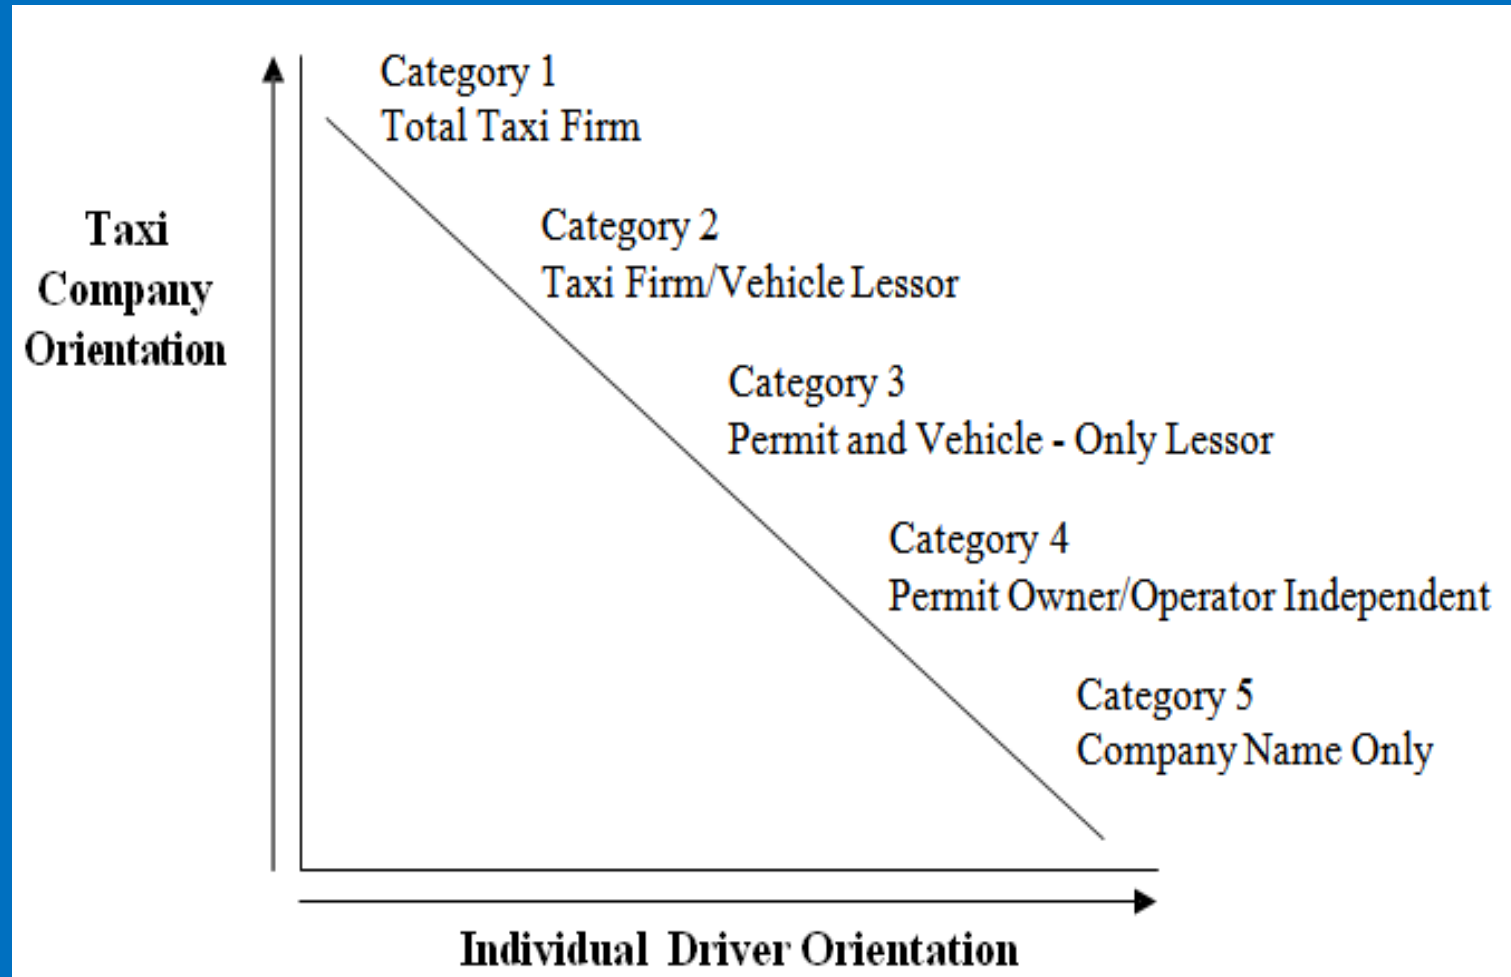 Category 1
Total Taxi Firm
Taxi
Company
Orientation
Category 2
Taxi Firm/Vehicle Lessor
Category 3
Permit and Vehicle - Only Lessor
Category 4
Permit Owner/Operator Independent
Category 5
Company Name Only
Individual Driver Orientation